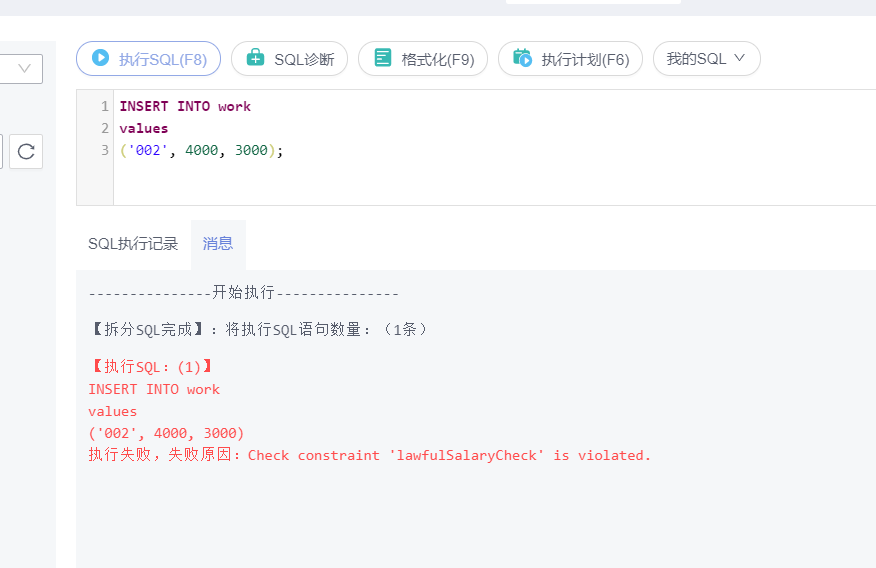 执行SQL(F8) SQL诊断 格式化(F9) 执行计划(F6) 我的SQL
1 INSERT INTO work
2 values
3 ('002', 4000, 3000);
SQL执行记录 消息
---------------开始执行---------------
【拆分SQL完成】：将执行SQL语句数量：（1条）
【执行SQL：(1)】
INSERT INTO work
values
('002', 4000, 3000)
执行失败，失败原因：Check constraint 'lawfulSalaryCheck' is violated.